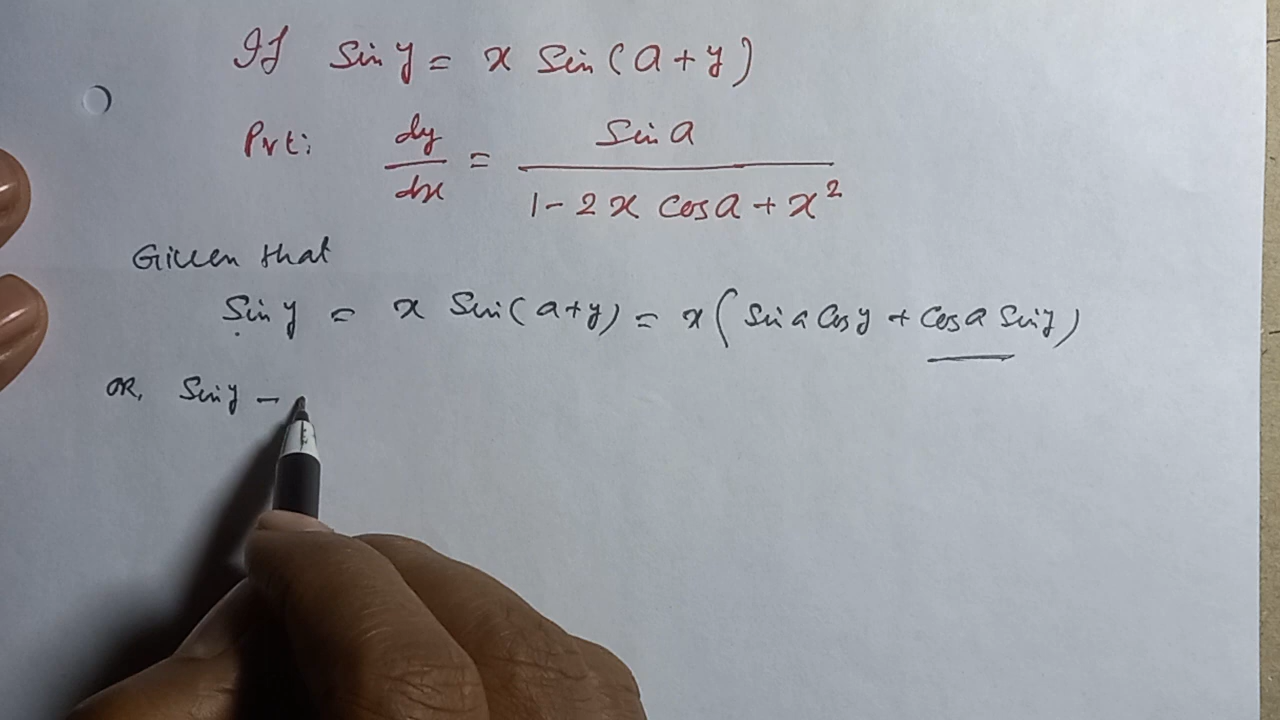 If Sin y = x Sin(a+y)
Prt: dy/dx = Sin a / 1-2x cos a + x²
Given that
Sin y = x Sin(a+y) = x(Sin a Cos y + Cos a Sin y)
OR, Sin y -